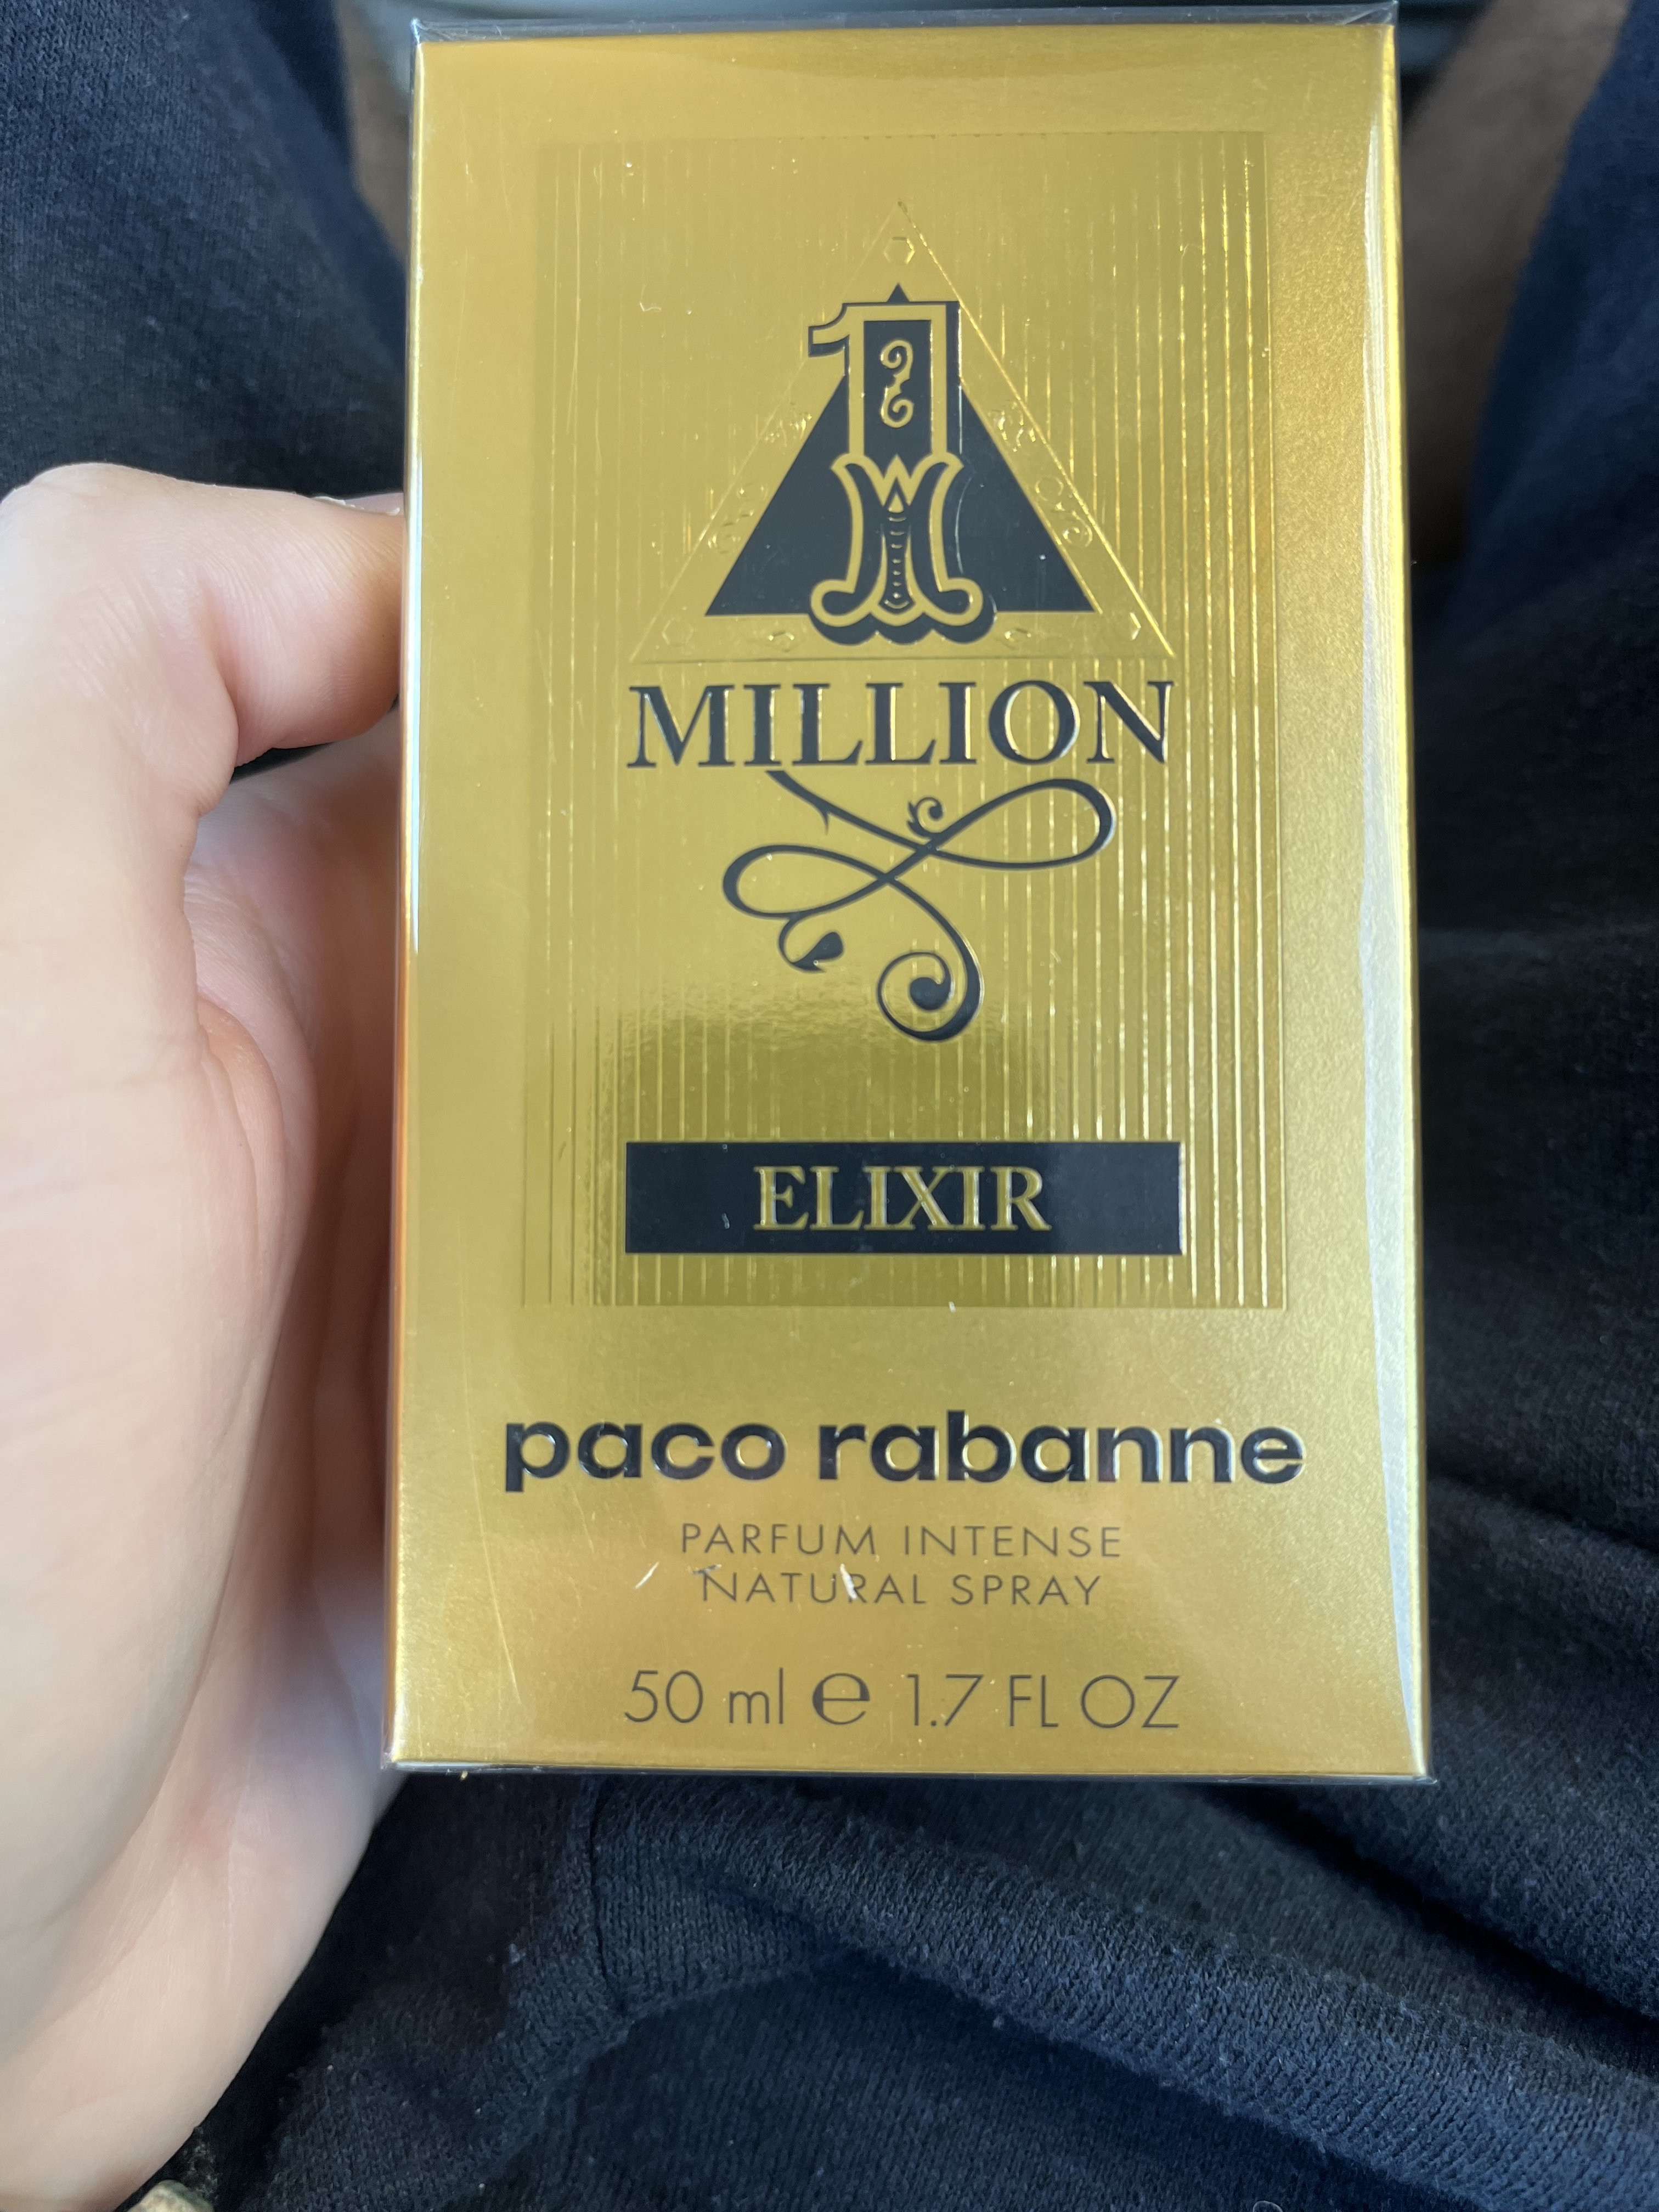 1
MILLION
ELIXIR
paco rabanne
PARFUM INTENSE
NATURAL SPRAY
50 ml ℮ 1.7 FL OZ